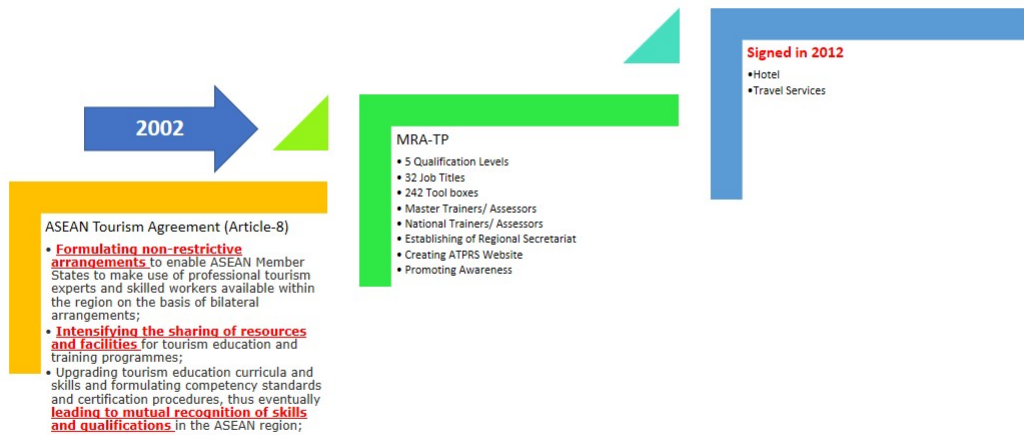 2002
ASEAN Tourism Agreement (Article-8)
• Formulating non-restrictive
arrangements to enable ASEAN Member
States to make use of professional tourism
experts and skilled workers available within
the region on the basis of bilateral
arrangements;
• Intensifying the sharing of resources
and facilities for tourism education and
training programmes;
• Upgrading tourism education curricula and
skills and formulating competency standards
and certification procedures, thus eventually
leading to mutual recognition of skills
and qualifications in the ASEAN region;
MRA-TP
• 5 Qualification Levels
• 32 Job Titles
• 242 Tool boxes
• Master Trainers/ Assessors
• National Trainers/ Assessors
• Establishing of Regional Secretariat
• Creating ATPRS Website
• Promoting Awareness
Signed in 2012
•Hotel
•Travel Services